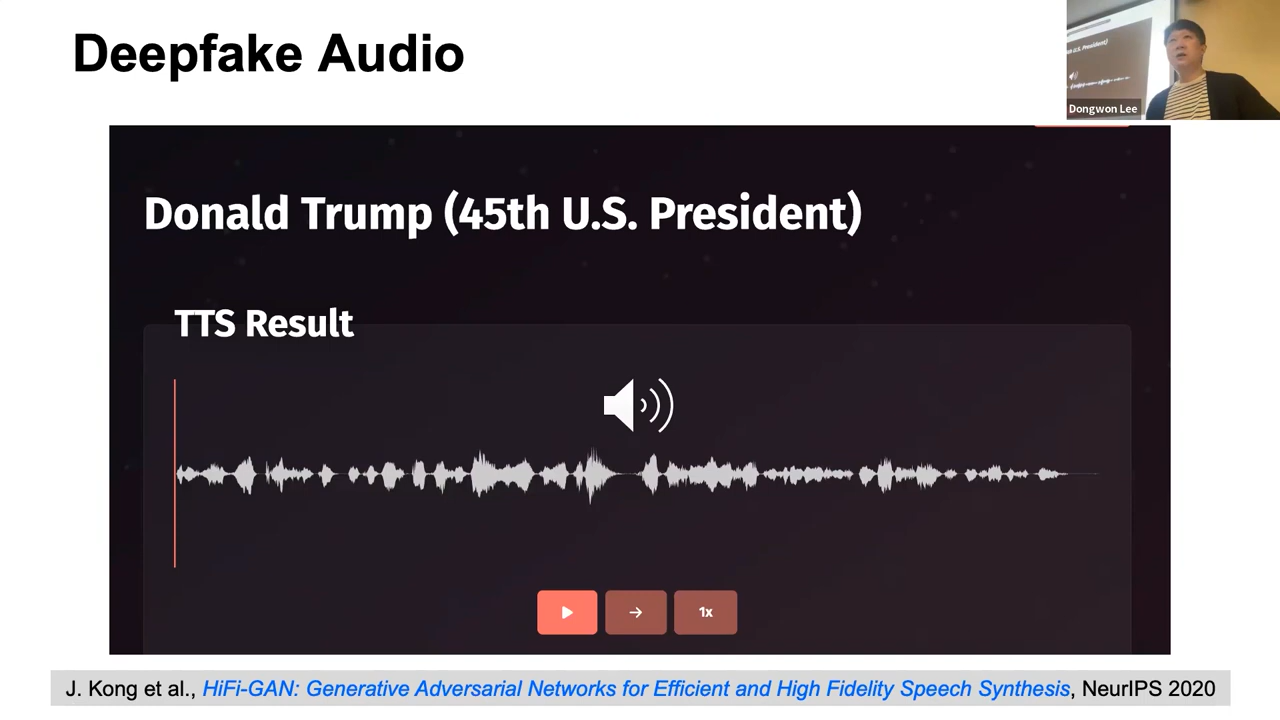 Deepfake Audio
Dongwon Lee
Donald Trump (45th U.S. President)
TTS Result
1x
J. Kong et al., HiFi-GAN: Generative Adversarial Networks for Efficient and High Fidelity Speech Synthesis, NeurIPS 2020